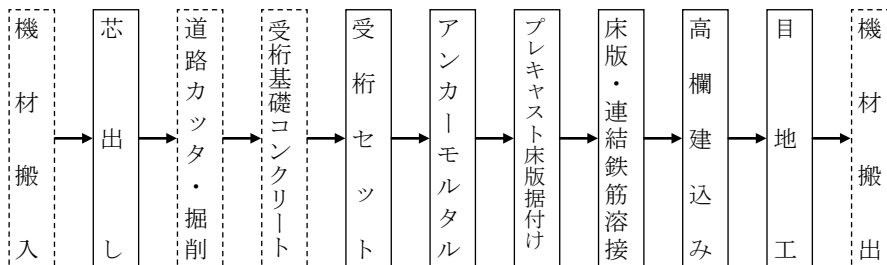 機材搬入
芯出し
道路カッタ・掘削
受桁基礎コンクリート
受桁セット
アンカーモルタル
プレキャスト床版据付け
床版・連結鉄筋溶接
高欄建込み
目地工
機材搬出